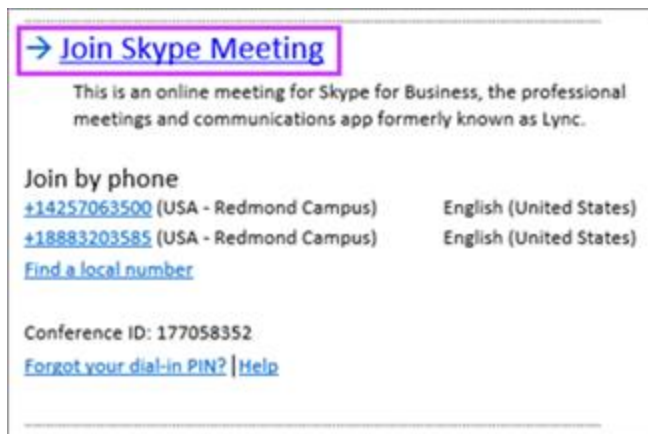 → Join Skype Meeting
This is an online meeting for Skype for Business, the professional
meetings and communications app formerly known as Lync.
Join by phone
+14257063500 (USA - Redmond Campus) English (United States)
+18883203585 (USA - Redmond Campus) English (United States)
Find a local number
Conference ID: 177058352
Forgot your dial-in PIN? | Help